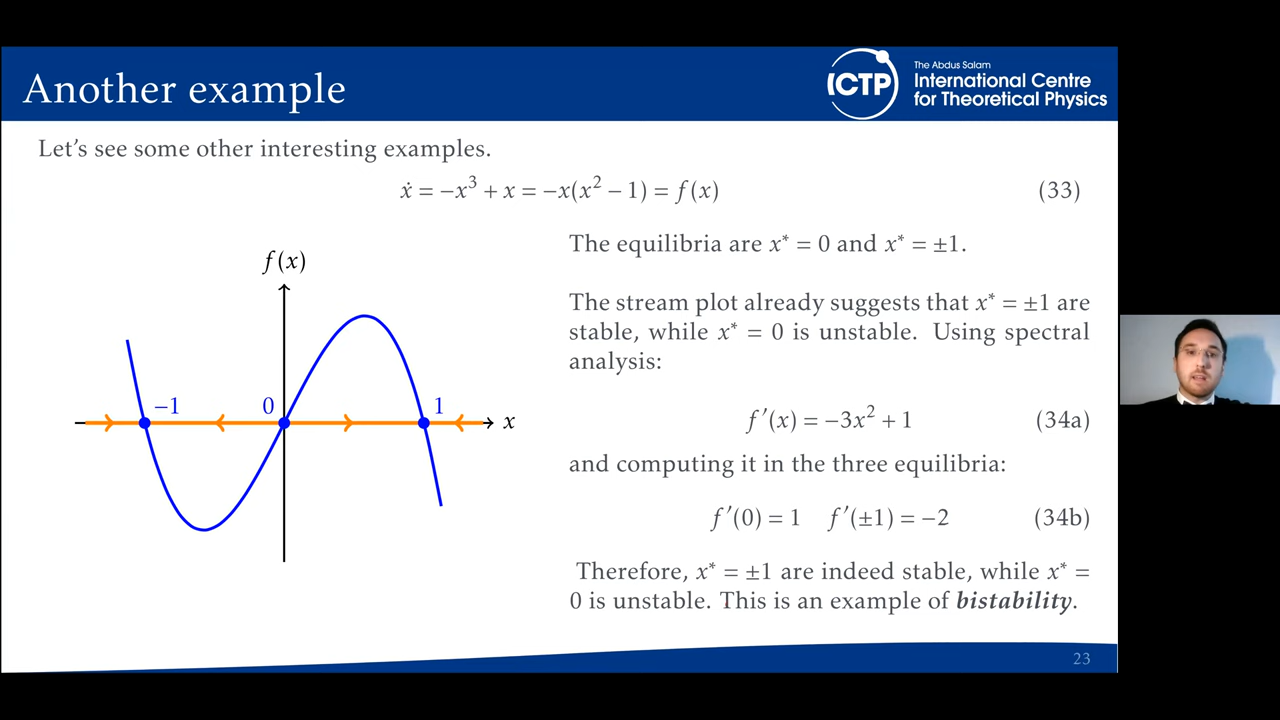 Another example
ICTP
The Abdus Salam
International Centre
for Theoretical Physics
Let's see some other interesting examples.
ẋ = −x³ + x = −x(x² − 1) = f(x) (33)
f(x)
−1
0
1
x
The equilibria are x* = 0 and x* = ±1.
The stream plot already suggests that x* = ±1 are
stable, while x* = 0 is unstable. Using spectral
analysis:
f′(x) = −3x² + 1 (34a)
and computing it in the three equilibria:
f′(0) = 1 f′(±1) = −2 (34b)
Therefore, x* = ±1 are indeed stable, while x* =
0 is unstable. This is an example of bistability.
23